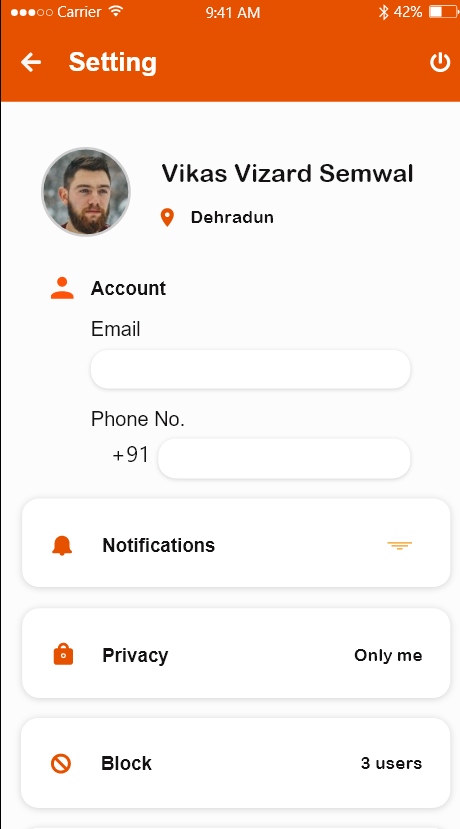 Carrier 9:41 AM 42%
Setting
Vikas Vizard Semwal
Dehradun
Account
Email
Phone No.
+91
Notifications
Privacy Only me
Block 3 users